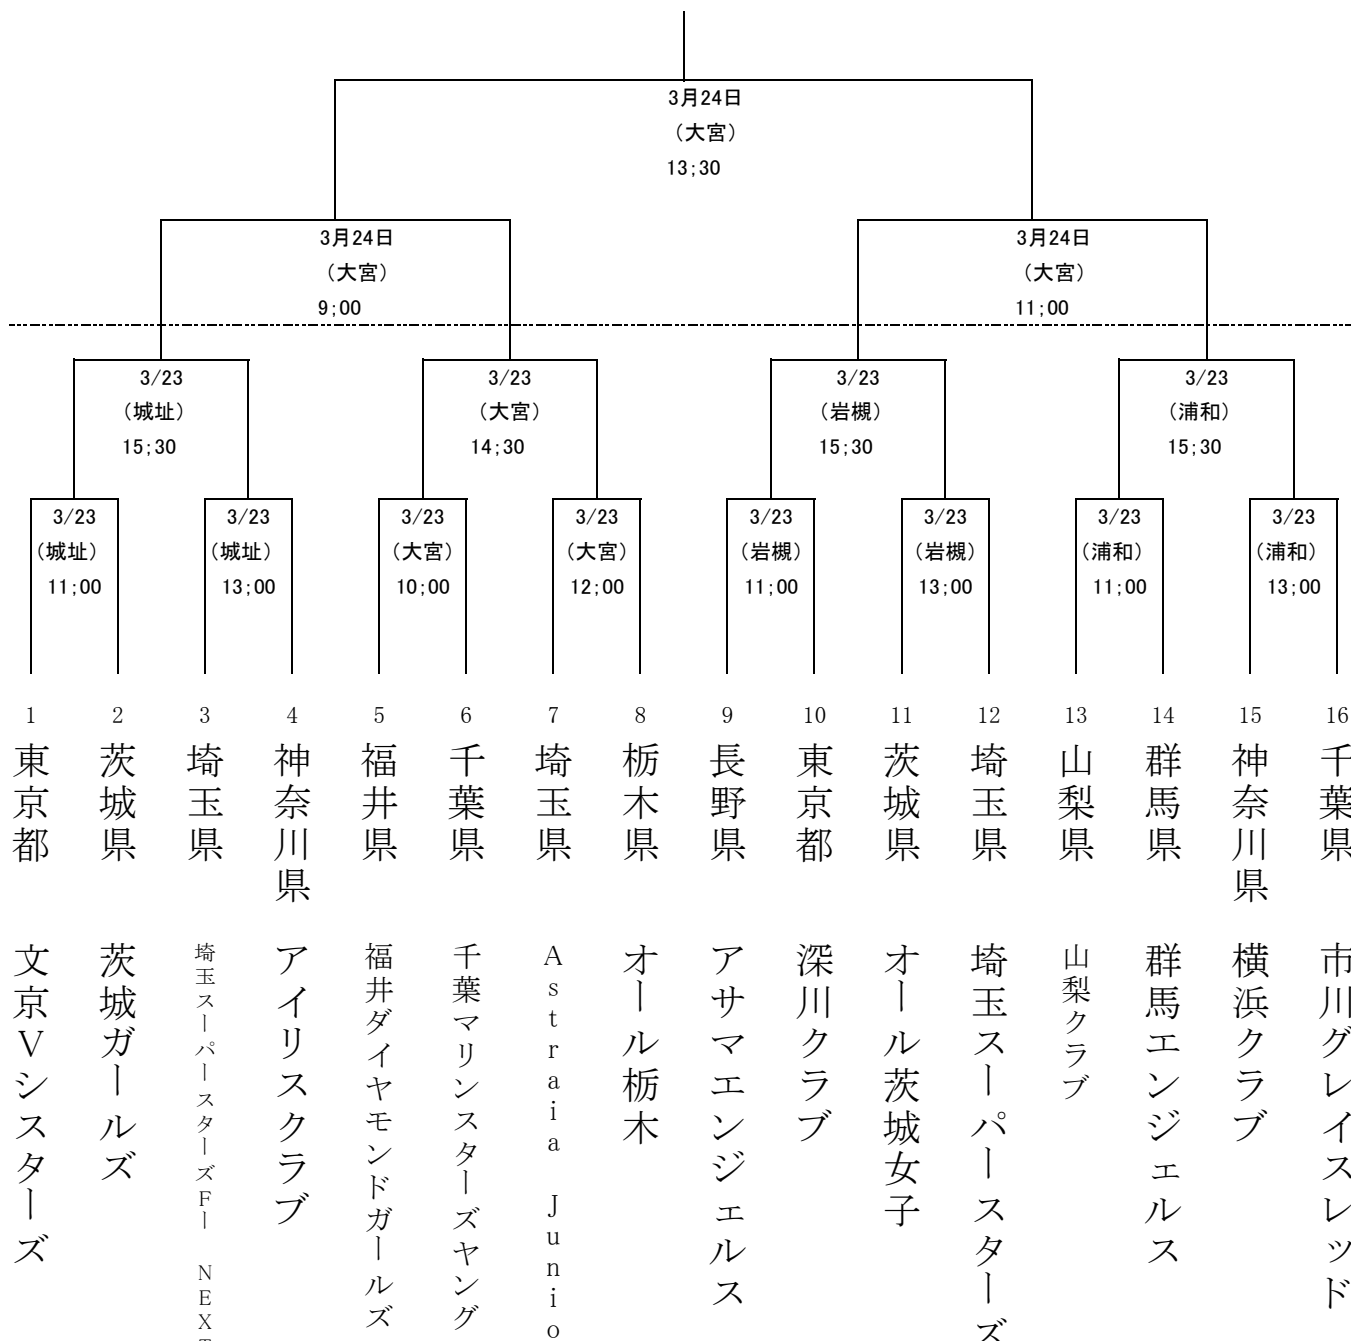 3月24日
（大宮）
13;30
3月24日
（大宮）
9;00
3月24日
（大宮）
11;00
3/23
（城址）
15;30
3/23
（大宮）
14;30
3/23
（岩槻）
15;30
3/23
（浦和）
15;30
3/23
（城址）
11;00
3/23
（城址）
13;00
3/23
（大宮）
10;00
3/23
（大宮）
12;00
3/23
（岩槻）
11;00
3/23
（岩槻）
13;00
3/23
（浦和）
11;00
3/23
（浦和）
13;00
1
東京都
文京Vシスターズ
2
茨城県
茨城ガールズ
3
埼玉県
埼玉スーパースターズFー NEXT
4
神奈川県
アイリスクラブ
5
福井県
福井ダイヤモンドガールズ
6
千葉県
千葉マリンスターズヤング
7
埼玉県
Astraia Junio
8
栃木県
オール栃木
9
長野県
アサマエンジェルス
10
東京都
深川クラブ
11
茨城県
オール茨城女子
12
埼玉県
埼玉スーパースターズ
13
山梨県
山梨クラブ
14
群馬県
群馬エンジェルス
15
神奈川県
横浜クラブ
16
千葉県
市川グレイスレッド